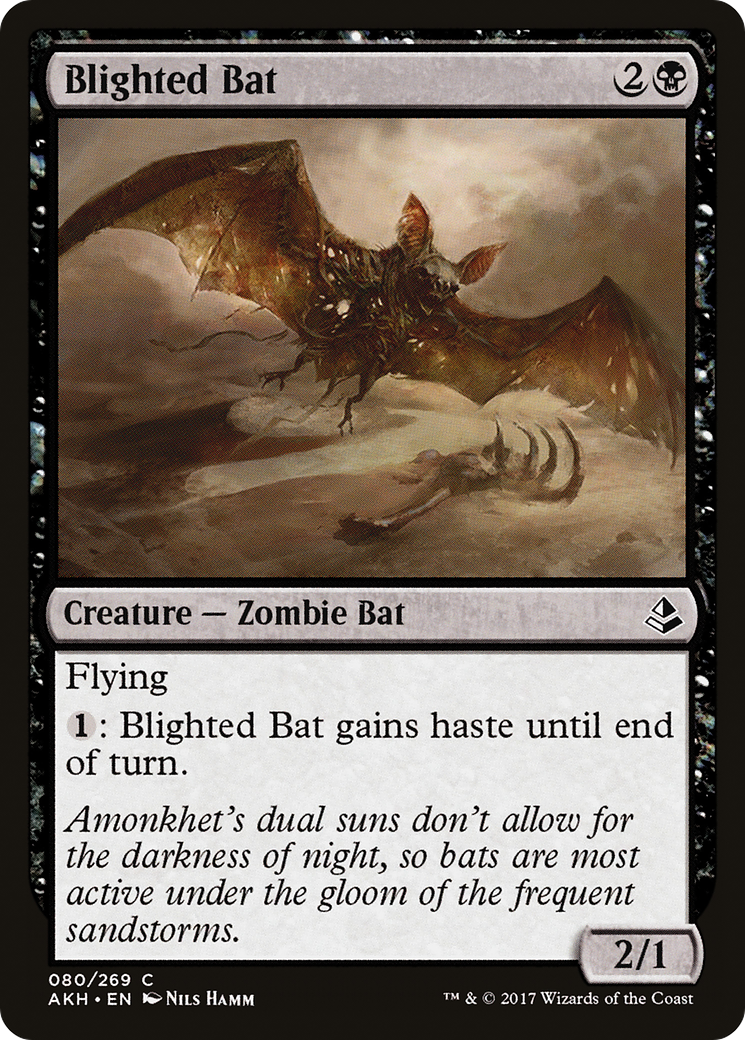 Blighted Bat 2
Creature — Zombie Bat
Flying
1: Blighted Bat gains haste until end
of turn.
Amonkhet's dual suns don't allow for
the darkness of night, so bats are most
active under the gloom of the frequent
sandstorms.
2/1
080/269 C
AKH • EN Nils Hamm
™ & © 2017 Wizards of the Coast